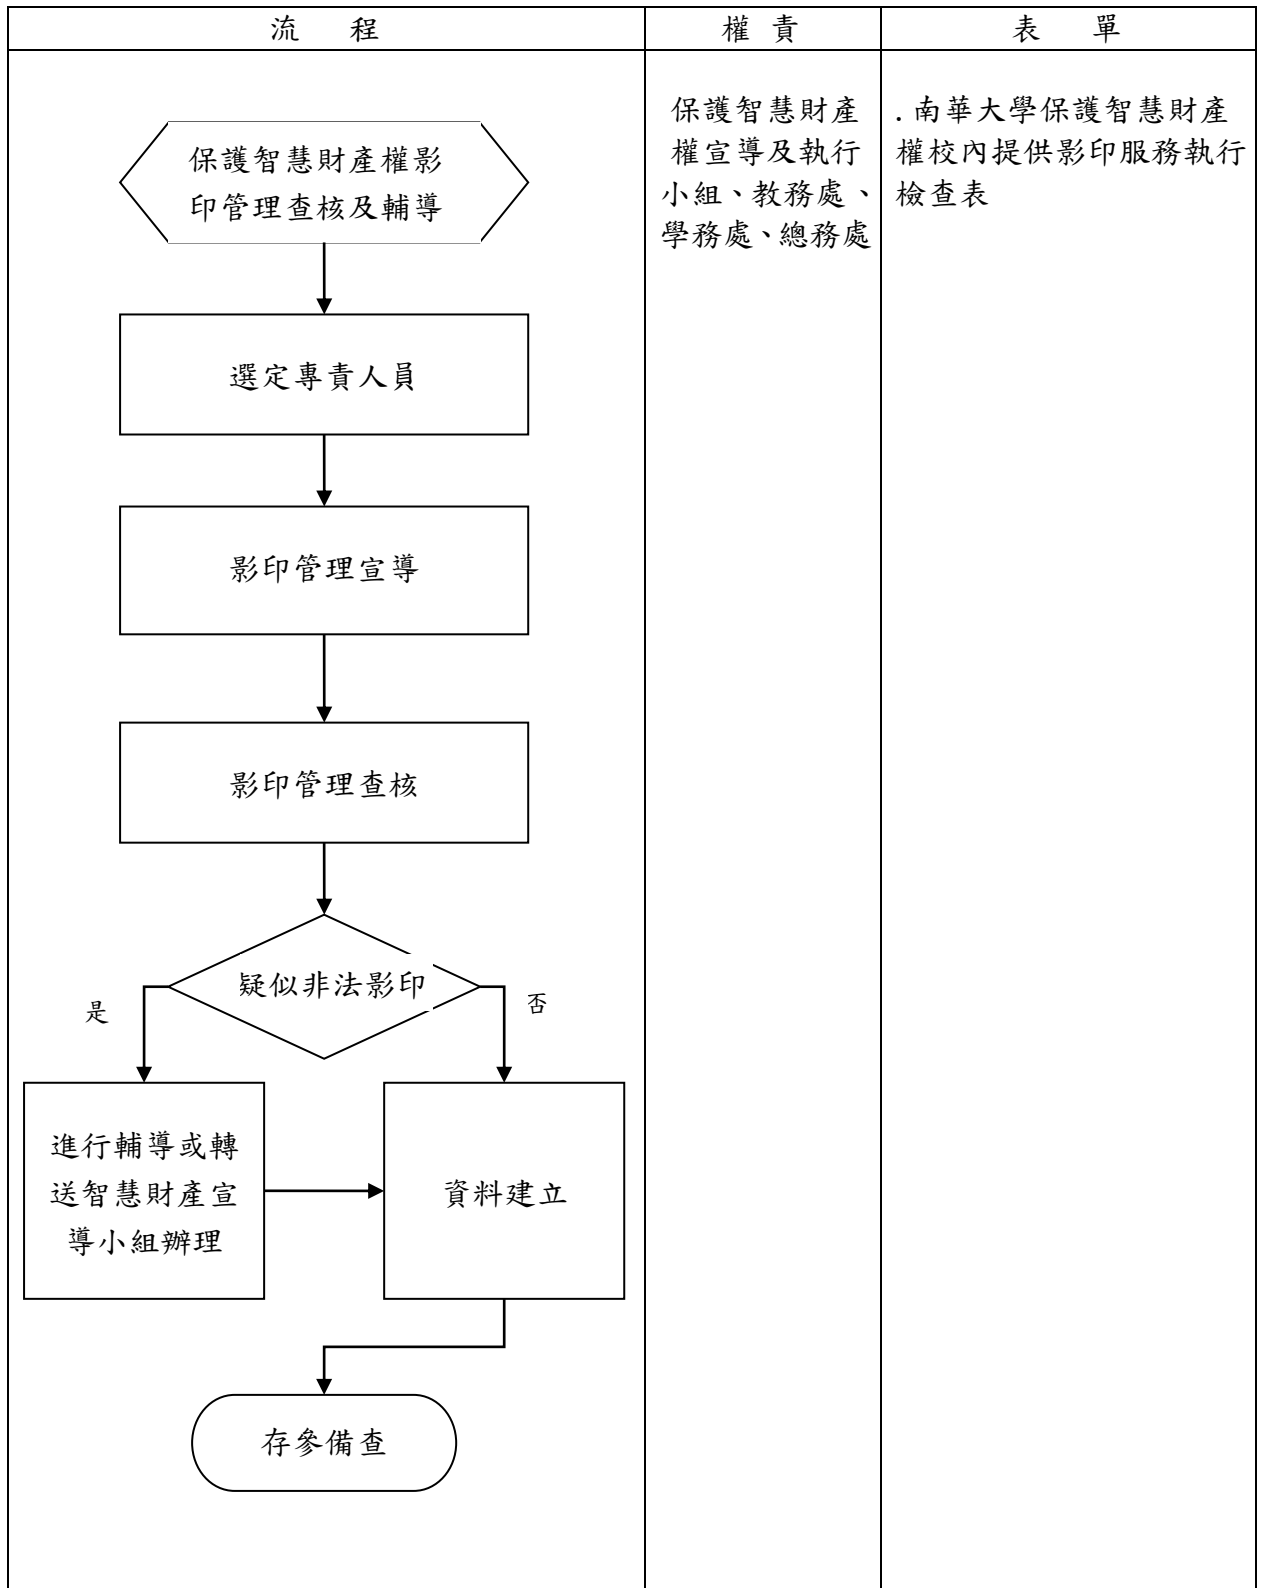 流 程
權 責
表 單
保護智慧財產權影
印管理查核及輔導
選定專責人員
影印管理宣導
影印管理查核
疑似非法影印
是
否
進行輔導或轉
送智慧財產宣
導小組辦理
資料建立
存參備查
保護智慧財產
權宣導及執行
小組、教務處、
學務處、總務處
.南華大學保護智慧財產
權校內提供影印服務執行
檢查表